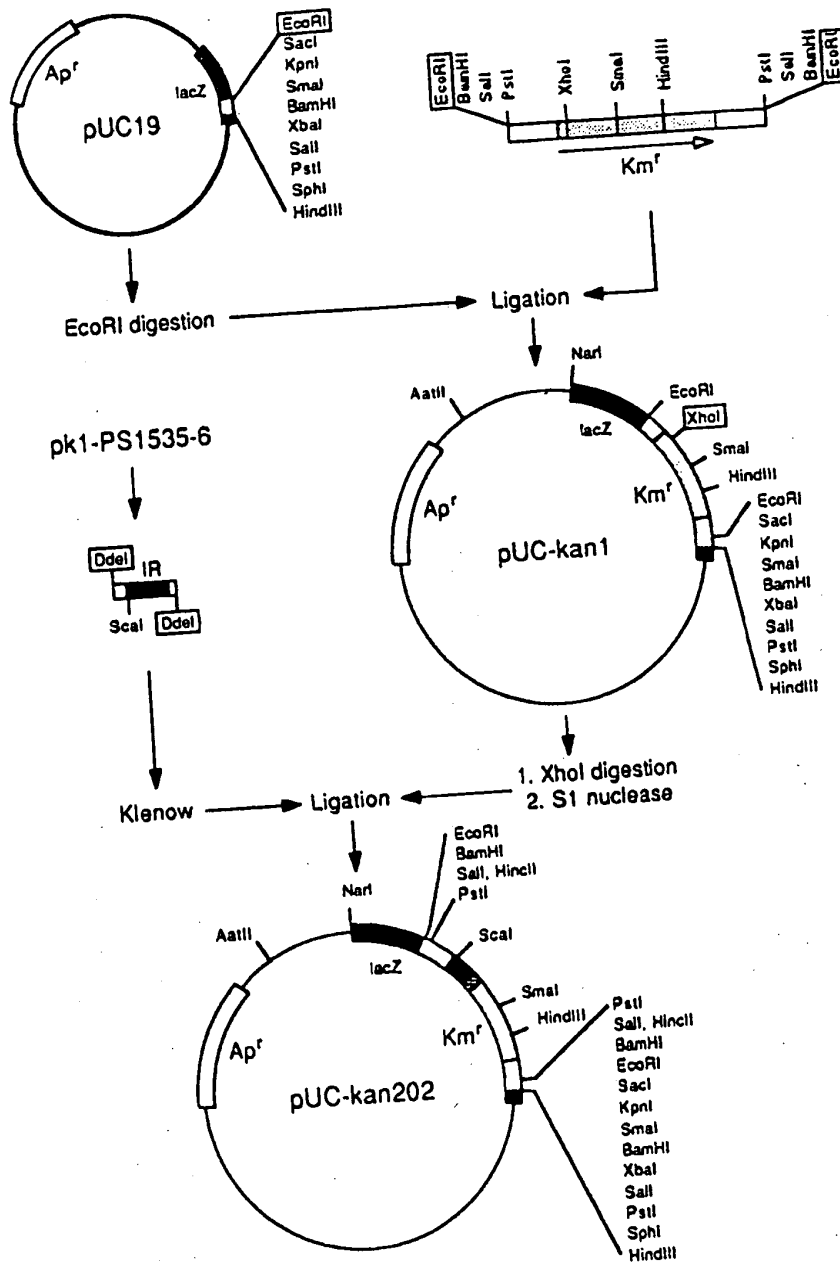 EcoRI
SacI
KpnI
SmaI
BamHI
XbaI
SalI
PstI
SphI
HindIII
Apr
lacZ
pUC19
EcoRI
BamHI
SalI
PstI
XhoI
SmaI
HindIII
PstI
SalI
BamHI
EcoRI
Kmr
EcoRI digestion
Ligation
pk1-PS1535-6
DdeI
IR
ScaI
DdeI
NarI
AatII
EcoRI
XhoI
lacZ
SmaI
HindIII
Kmr
Apr
pUC-kan1
EcoRI
SacI
KpnI
SmaI
BamHI
XbaI
SalI
PstI
SphI
HindIII
1. XhoI digestion
2. S1 nuclease
Klenow
Ligation
EcoRI
BamHI
SalI, HincII
PstI
NarI
AatII
ScaI
lacZ
SmaI
HindIII
Kmr
Apr
pUC-kan202
PstI
SalI, HincII
BamHI
EcoRI
SacI
KpnI
SmaI
BamHI
XbaI
SalI
PstI
SphI
HindIII